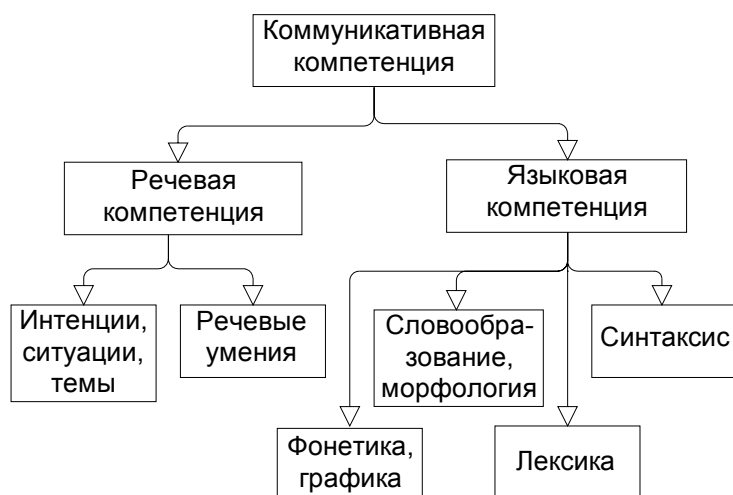 Коммуникативная
компетенция
Речевая
компетенция
Языковая
компетенция
Интенции,
ситуации,
темы
Речевые
умения
Словообра-
зование,
морфология
Синтаксис
Фонетика,
графика
Лексика